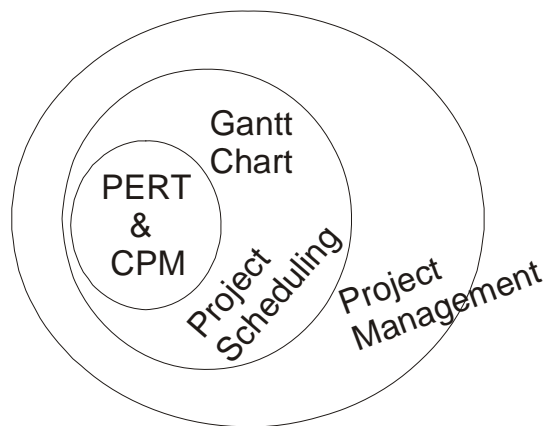 Gantt
Chart
PERT
&
CPM
Project
Scheduling
Project
Management